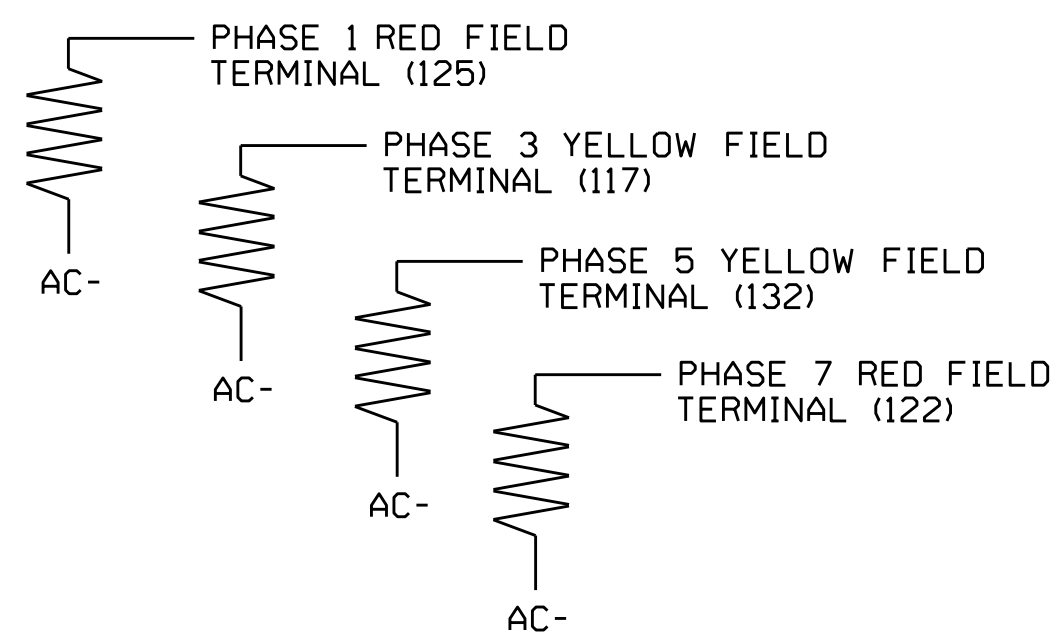 PHASE 1 RED FIELD
TERMINAL (125)
AC-
PHASE 3 YELLOW FIELD
TERMINAL (117)
AC-
PHASE 5 YELLOW FIELD
TERMINAL (132)
AC-
PHASE 7 RED FIELD
TERMINAL (122)
AC-